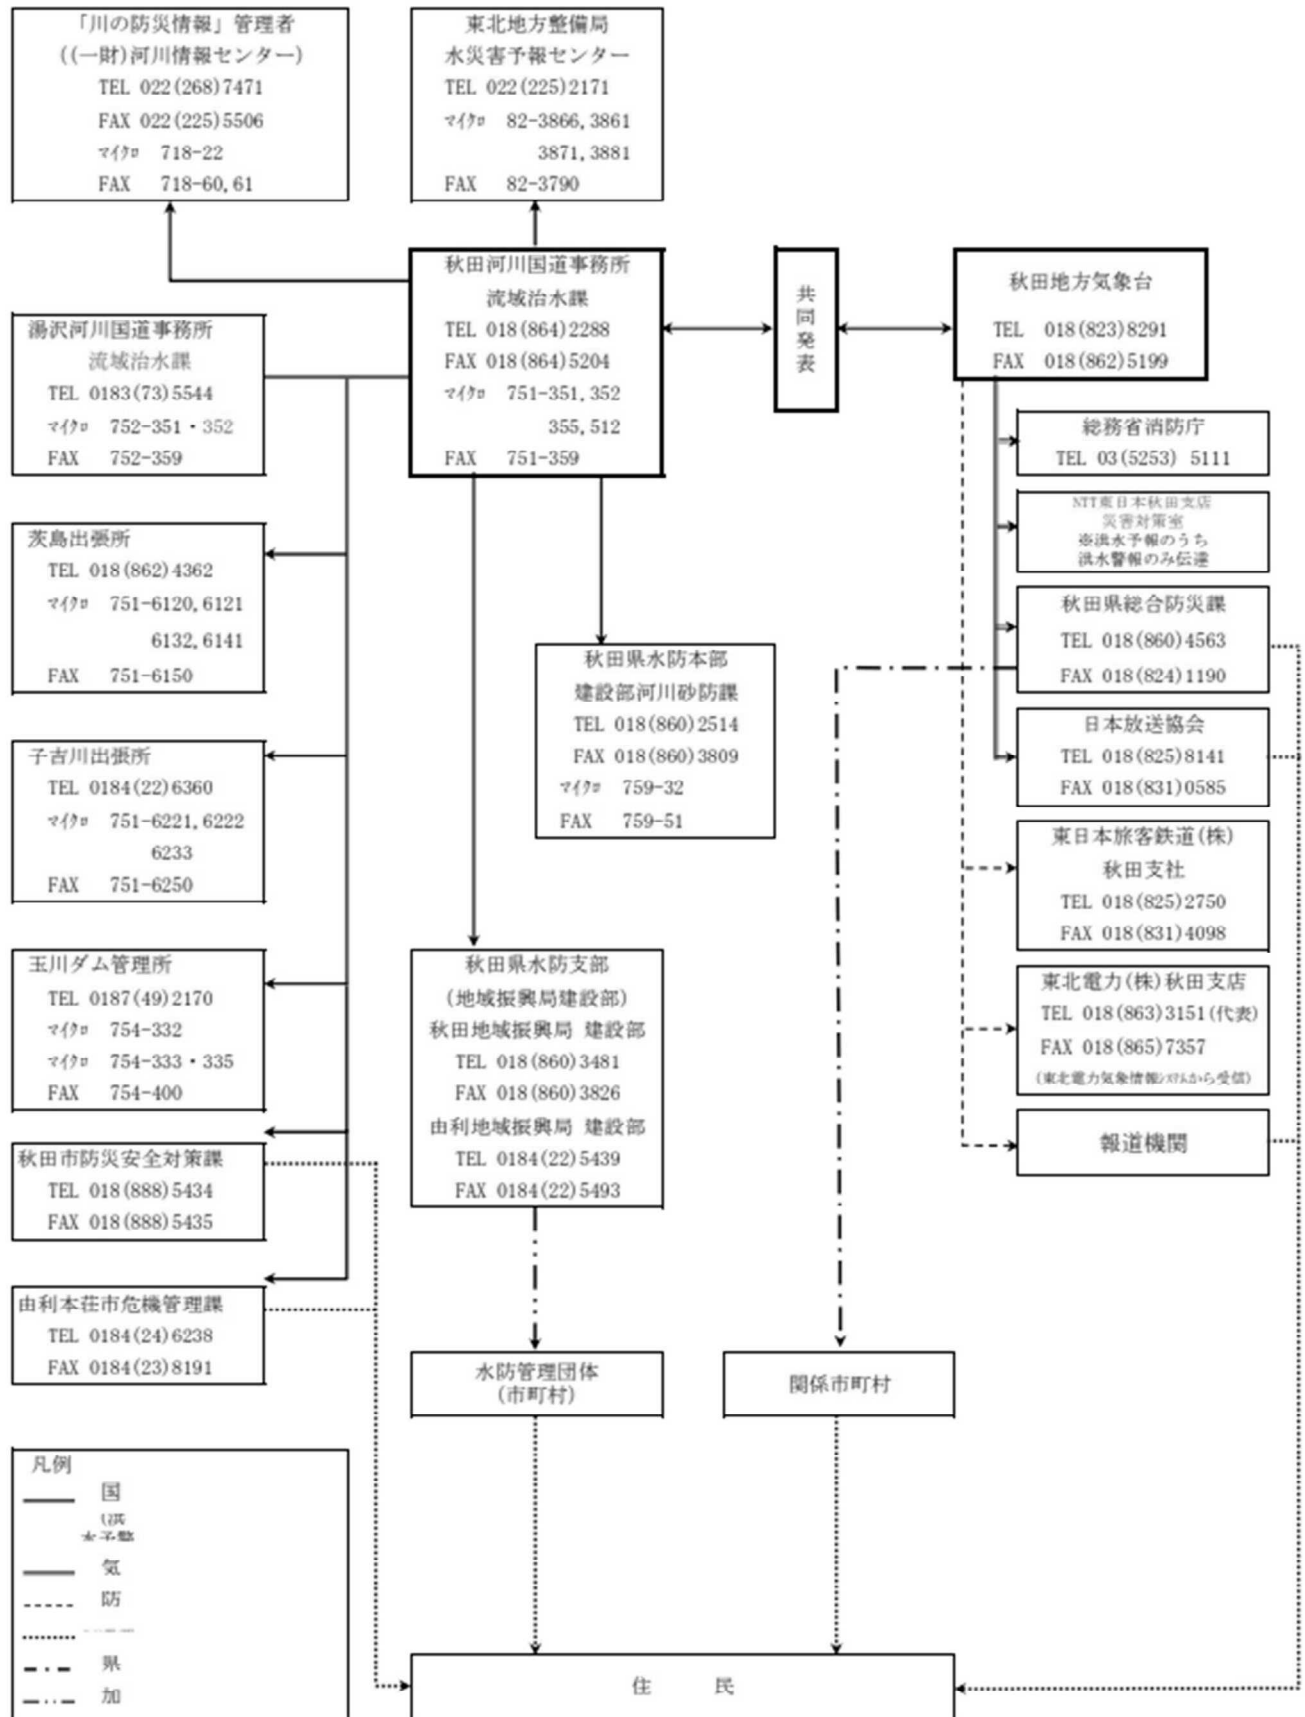 「川の防災情報」管理者
((一財)河川情報センター)
TEL 022(268)7471
FAX 022(225)5506
マイクロ 718-22
FAX 718-60,61
東北地方整備局
水災害予報センター
TEL 022(225)2171
マイクロ 82-3866,3861
3871,3881
FAX 82-3790
秋田河川国道事務所
流域治水課
TEL 018(864)2288
FAX 018(864)5204
マイクロ 751-351,352
355,512
FAX 751-359
共同発表
秋田地方気象台
TEL 018(823)8291
FAX 018(862)5199
湯沢河川国道事務所
流域治水課
TEL 0183(73)5544
マイクロ 752-351・352
FAX 752-359
茨島出張所
TEL 018(862)4362
マイクロ 751-6120,6121
6132,6141
FAX 751-6150
子吉川出張所
TEL 0184(22)6360
マイクロ 751-6221,6222
6233
FAX 751-6250
玉川ダム管理所
TEL 0187(49)2170
マイクロ 754-332
マイクロ 754-333・335
FAX 754-400
秋田市防災安全対策課
TEL 018(888)5434
FAX 018(888)5435
由利本荘市危機管理課
TEL 0184(24)6238
FAX 0184(23)8191
秋田県水防本部
建設部河川砂防課
TEL 018(860)2514
FAX 018(860)3809
マイクロ 759-32
FAX 759-51
秋田県水防支部
(地域振興局建設部)
秋田地域振興局 建設部
TEL 018(860)3481
FAX 018(860)3826
由利地域振興局 建設部
TEL 0184(22)5439
FAX 0184(22)5493
総務省消防庁
TEL 03(5253) 5111
NTT東日本秋田支店
災害対策室
※洪水予報のうち
洪水警報のみ伝達
秋田県総合防災課
TEL 018(860)4563
FAX 018(824)1190
日本放送協会
TEL 018(825)8141
FAX 018(831)0585
東日本旅客鉄道(株)
秋田支社
TEL 018(825)2750
FAX 018(831)4098
東北電力(株)秋田支店
TEL 018(863)3151(代表)
FAX 018(865)7357
(東北電力気象情報システムから受信)
報道機関
水防管理団体
(市町村)
関係市町村
住 民
凡例
国
気
防
県
加